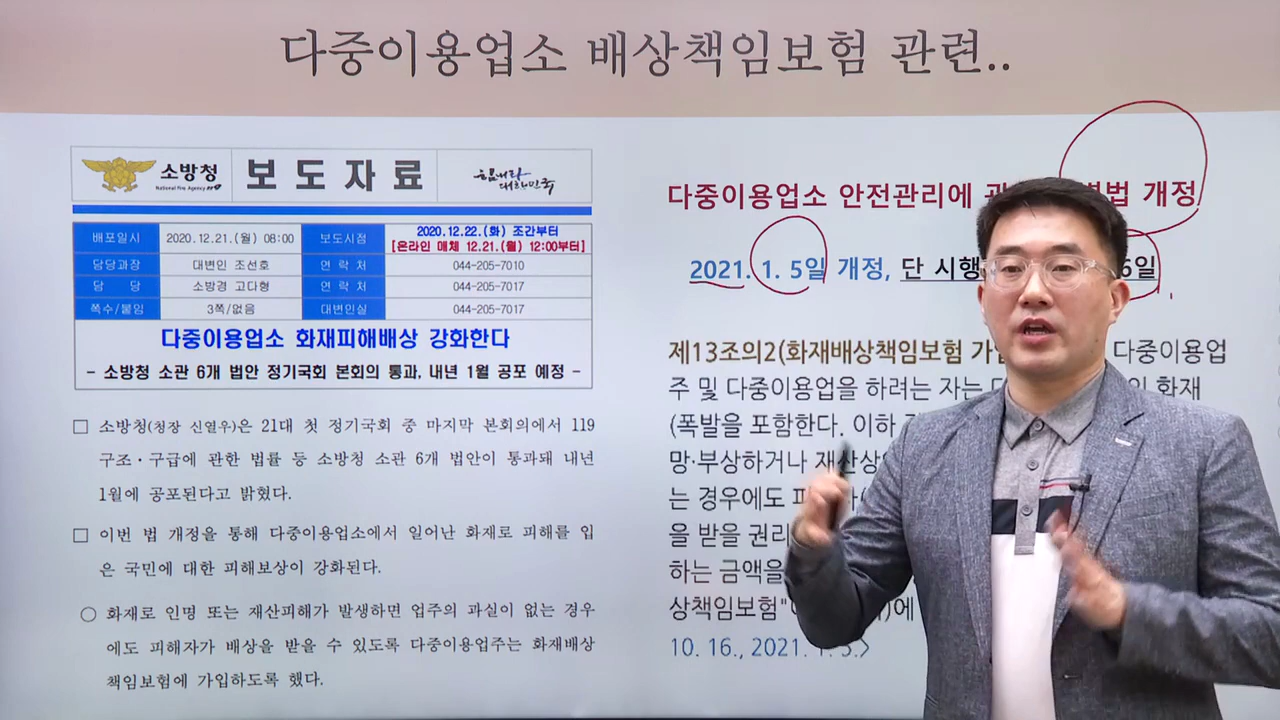 다중이용업소 배상책임보험 관련..
소방청
National Fire Agency 119
보 도 자 료
힘내라
대한민국
배포일시 2020.12.21.(월) 08:00 보도시점 2020.12.22.(화) 조간부터
[온라인 매체 12.21.(월) 12:00부터]
담당과장 대변인 조선호 연 락 처 044-205-7010
담 당 소방경 고다형 연 락 처 044-205-7017
쪽수/붙임 3쪽/없음 대변인실 044-205-7017
다중이용업소 화재피해배상 강화한다
- 소방청 소관 6개 법안 정기국회 본회의 통과, 내년 1월 공포 예정 -
□ 소방청(청장 신열우)은 21대 첫 정기국회 중 마지막 본회의에서 119
구조·구급에 관한 법률 등 소방청 소관 6개 법안이 통과돼 내년
1월에 공포된다고 밝혔다.
□ 이번 법 개정을 통해 다중이용업소에서 일어난 화재로 피해를 입
은 국민에 대한 피해보상이 강화된다.
○ 화재로 인명 또는 재산피해가 발생하면 업주의 과실이 없는 경우
에도 피해자가 배상을 받을 수 있도록 다중이용업주는 화재배상
책임보험에 가입하도록 했다.
다중이용업소 안전관리에 법 개정
2021. 1. 5일 개정, 단 시행 6일
제13조의2(화재배상책임보험 다중이용업
주 및 다중이용업을 하려는 자는 화재
(폭발을 포함한다. 이하
망·부상하거나
는 경우에도
을 받을 권리
하는 금액을
상책임보험" 에
10. 16., 2021.